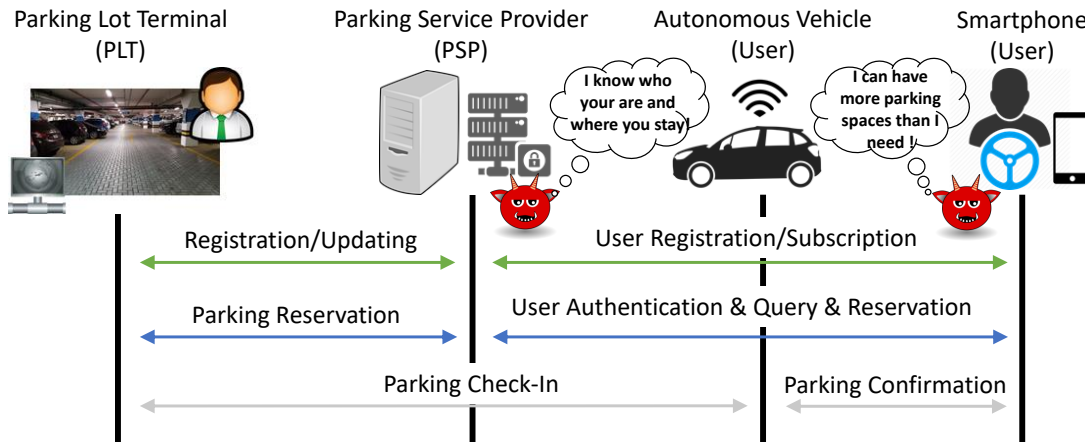 Parking Lot Terminal
(PLT)
Parking Service Provider
(PSP)
Autonomous Vehicle
(User)
Smartphone
(User)
I know who
your are and
where you stay!
I can have
more parking
spaces than I
need !
Registration/Updating
User Registration/Subscription
Parking Reservation
User Authentication & Query & Reservation
Parking Check-In
Parking Confirmation